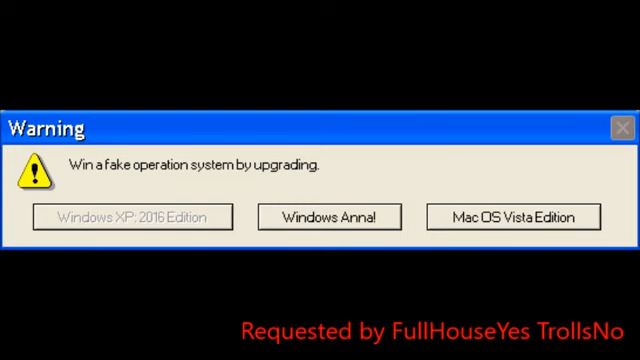 Warning
Win a fake operation system by upgrading.
Windows XP: 2016 Edition
Windows Anna!
Mac OS Vista Edition
Requested by FullHouseYes TrollsNo